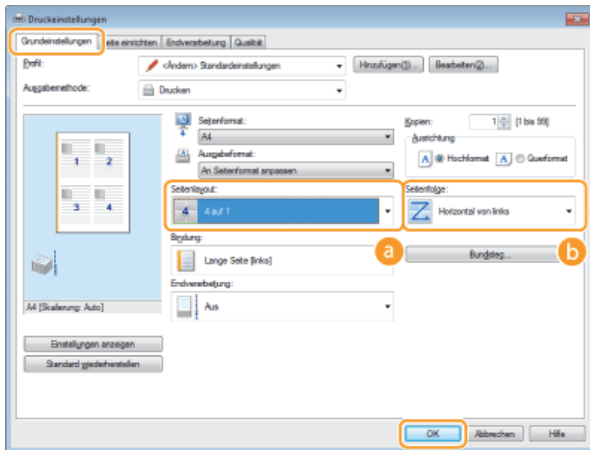 Druckeinstellungen
Grundeinstellungen Seite einrichten Endverarbeitung Qualität
Profil: <Ändern> Standardeinstellungen Hinzufügen(1)... Bearbeiten(2)...
Ausgabemethode: Drucken
Seitenformat: Kopien: 1 [1 bis 99]
A4 Ausrichtung
Ausgabeformat: A Hochformat A Querformat
An Seitenformat anpassen
1 2
3 4
Seitenlayout: Seitenfolge:
4 4 auf 1 Horizontal von links
a b
Bindung: Bundsteg...
Lange Seite [links]
Endverarbeitung:
A4 [Skalierung: Auto] Aus
Einstellungen anzeigen
Standard wiederherstellen
OK Abbrechen Hilfe